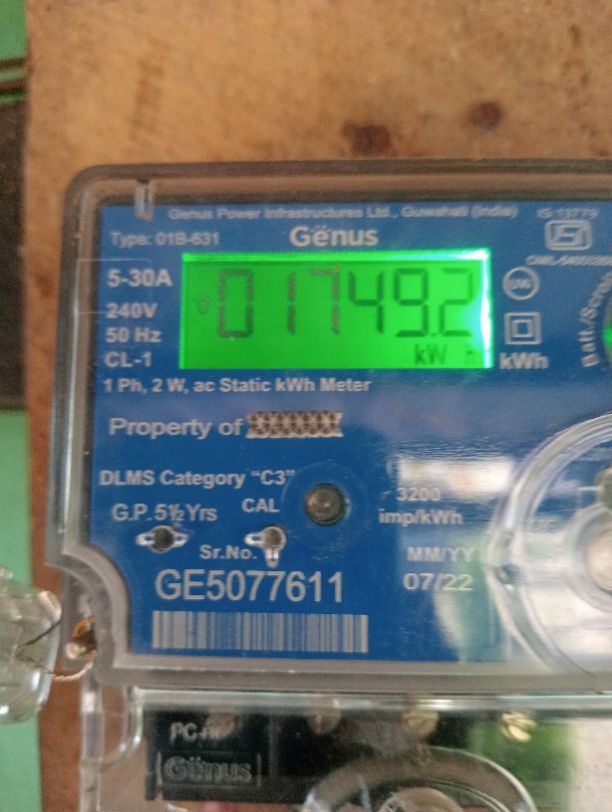 Genus Power Infrastructures Ltd., Guwahati (India) IS:13779
Type: 01B-631 Gënus
5-30A
240V
50 Hz
CL-1
01749.2
kW h
kWh
1 Ph, 2 W, ac Static kWh Meter
Property of
DLMS Category “C3”
G.P.5½Yrs CAL
3200
imp/kWh
Sr.No.
MM/YY
07/22
GE5077611
Gënus